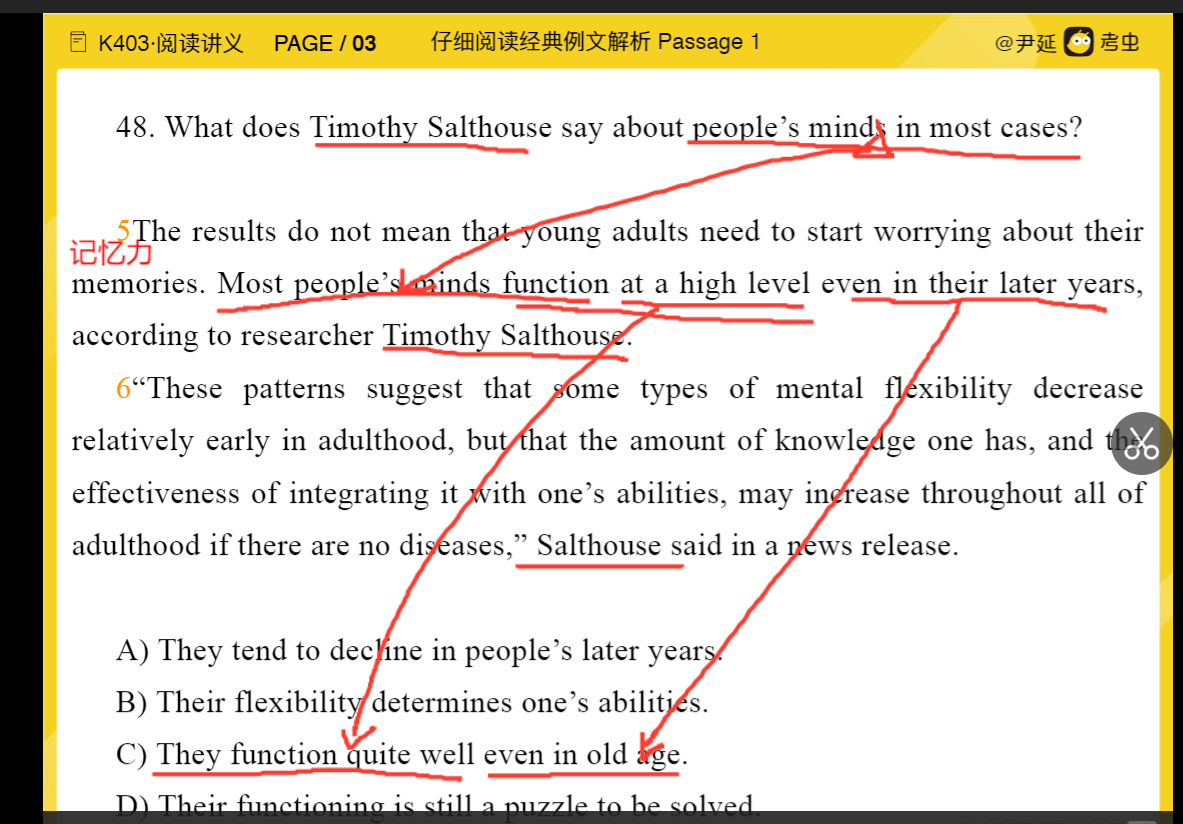 K403·阅读讲义 PAGE / 03 仔细阅读经典例文解析 Passage 1 @尹延 考虫
48. What does Timothy Salthouse say about people’s minds in most cases?
5The results do not mean that young adults need to start worrying about their
记忆力
memories. Most people’s minds function at a high level even in their later years,
according to researcher Timothy Salthouse.
6“These patterns suggest that some types of mental flexibility decrease
relatively early in adulthood, but that the amount of knowledge one has, and the
effectiveness of integrating it with one’s abilities, may increase throughout all of
adulthood if there are no diseases,” Salthouse said in a news release.
A) They tend to decline in people’s later years.
B) Their flexibility determines one’s abilities.
C) They function quite well even in old age.
D) Their functioning is still a puzzle to be solved.